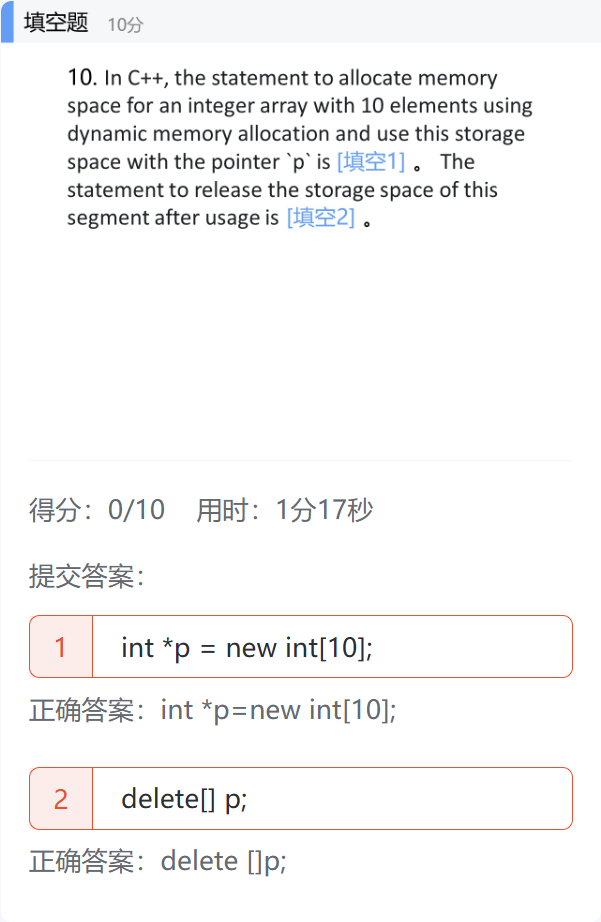 填空题 10分
10. In C++, the statement to allocate memory
space for an integer array with 10 elements using
dynamic memory allocation and use this storage
space with the pointer `p` is [填空1] 。 The
statement to release the storage space of this
segment after usage is [填空2] 。
得分：0/10 用时：1分17秒
提交答案：
1 int *p = new int[10];
正确答案：int *p=new int[10];
2 delete[] p;
正确答案：delete []p;